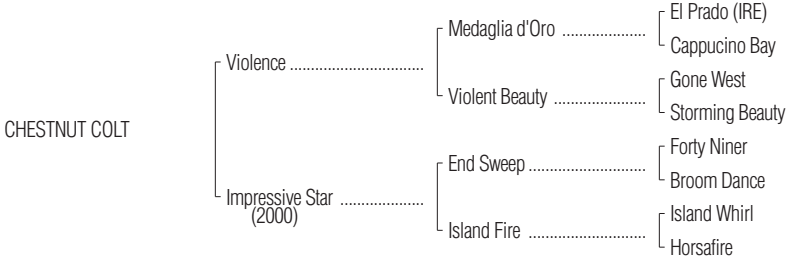 El Prado (IRE)
Medaglia d'Oro ....................
Cappucino Bay
Violence ................................
Gone West
Violent Beauty ......................
Storming Beauty
CHESTNUT COLT
Forty Niner
End Sweep ............................
Broom Dance
Impressive Star ....................
(2000)
Island Whirl
Island Fire ............................
Horsafire